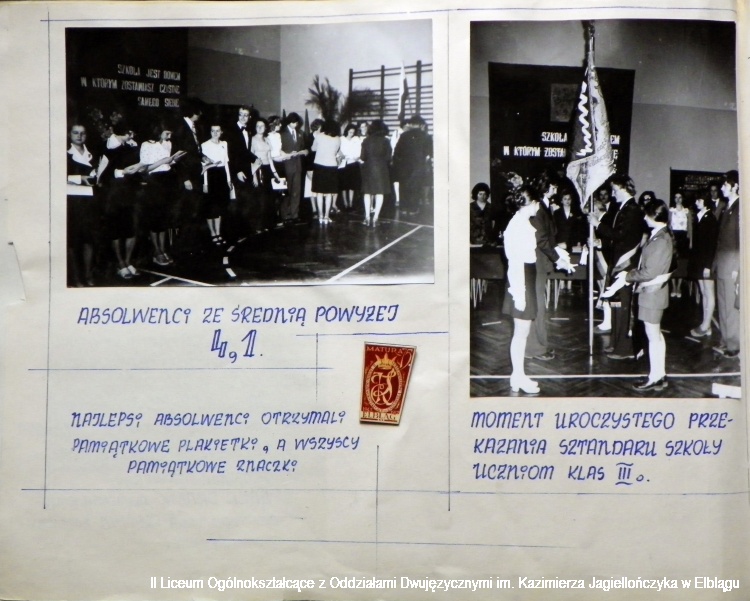 SZKOŁA JEST DOMEM
W KTÓRYM ZOSTAWIASZ CZĄSTKĘ
SAMEGO SIEBIE
ABSOLWENCI ZE ŚREDNIĄ POWYŻEJ
4,1.
MATURA
ELBLĄG
NAJLEPSI ABSOLWENCI OTRZYMALI
PAMIĄTKOWE PLAKIETKI, A WSZYSCY
PAMIĄTKOWE ZNACZKI
W KTÓRYM
MOMENT UROCZYSTEGO PRZE-
KAZANIA SZTANDARU SZKOŁY
UCZNIOM KLAS III.
II Liceum Ogólnokształcące z Oddziałami Dwujęzycznymi im. Kazimierza Jagiellończyka w Elblągu